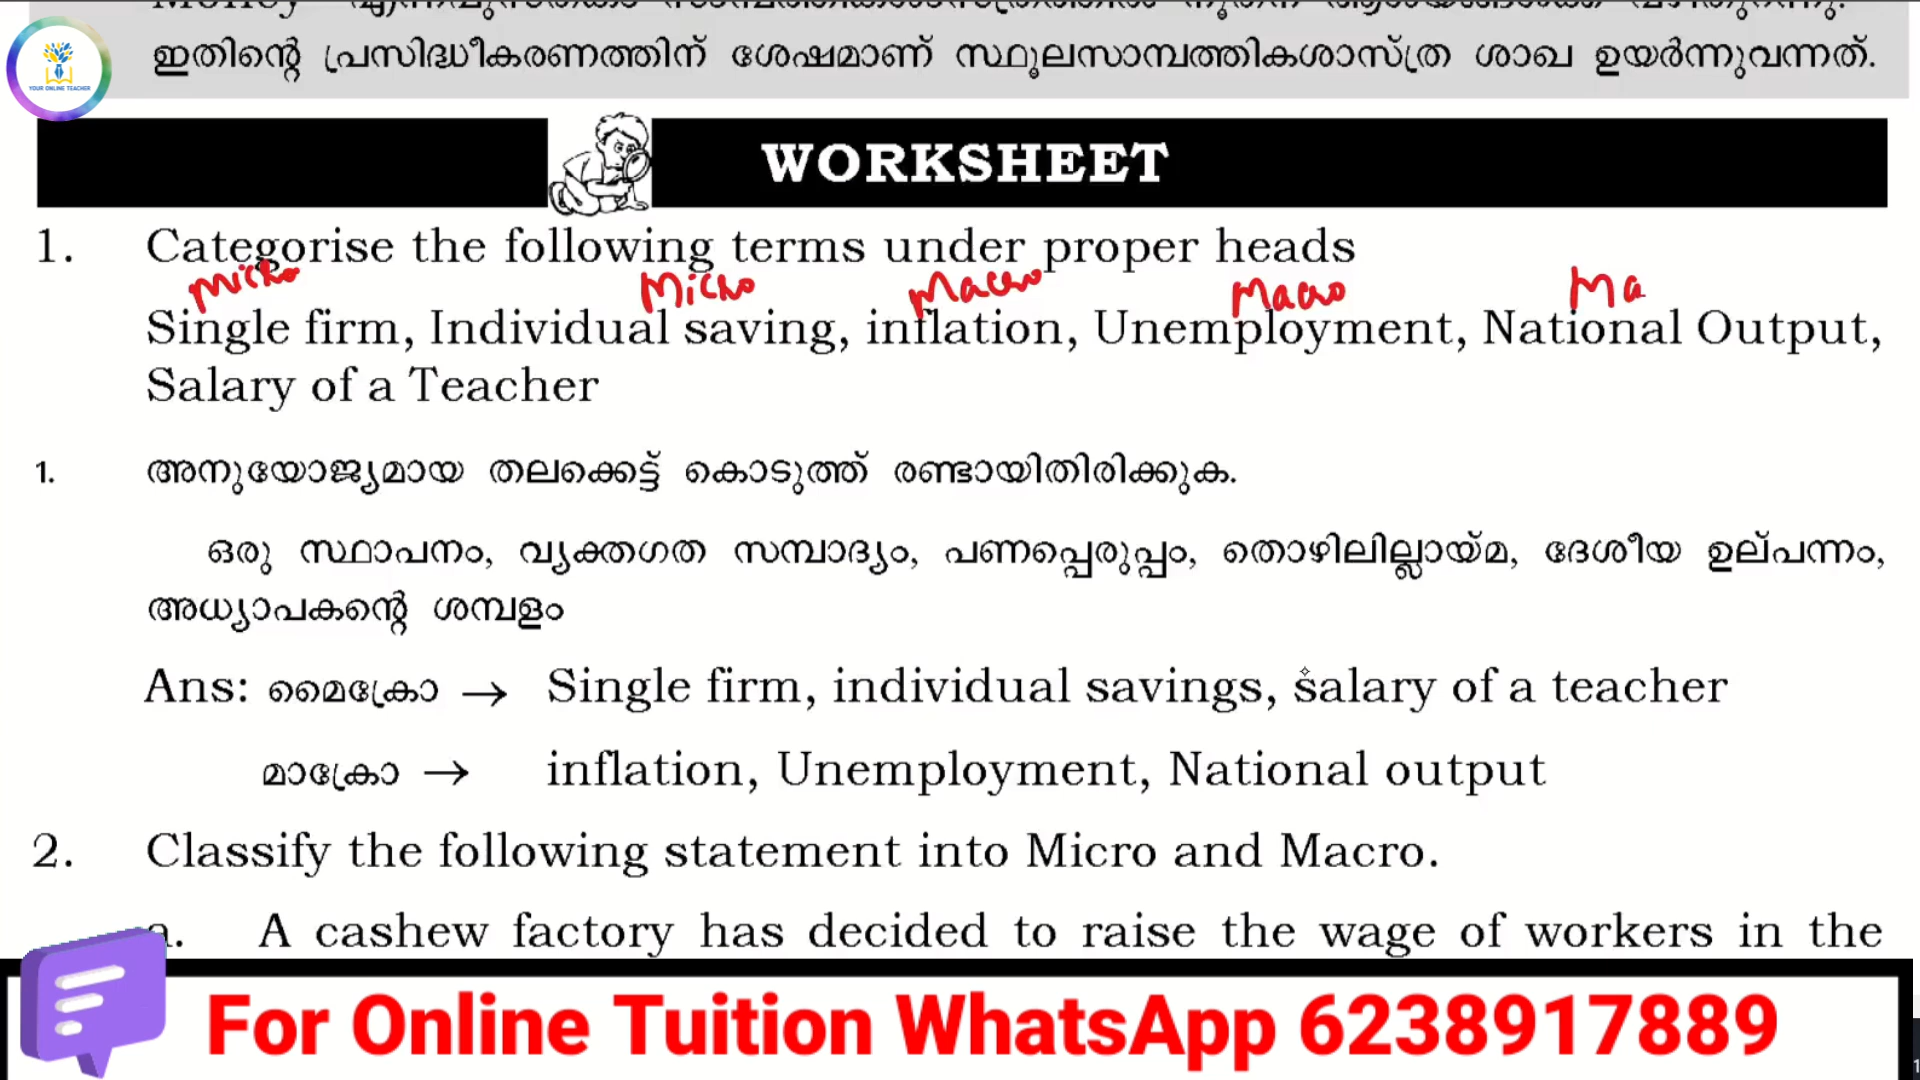 ഇതിന്റെ പ്രസിദ്ധീകരണത്തിന് ശേഷമാണ് സ്ഥൂലസാമ്പത്തികശാസ്ത്ര ശാഖ ഉയർന്നുവന്നത്.
YOUR ONLINE TEACHER
WORKSHEET
1. Categorise the following terms under proper heads
Micro Micro Macro Macro Ma
Single firm, Individual saving, inflation, Unemployment, National Output,
Salary of a Teacher
1. അനുയോജ്യമായ തലക്കെട്ട് കൊടുത്ത് രണ്ടായിതിരിക്കുക.
ഒരു സ്ഥാപനം, വ്യക്തഗത സമ്പാദ്യം, പണപ്പെരുപ്പം, തൊഴിലില്ലായ്മ, ദേശീയ ഉല്പന്നം,
അധ്യാപകന്റെ ശമ്പളം
Ans: മൈക്രോ → Single firm, individual savings, salary of a teacher
മാക്രോ → inflation, Unemployment, National output
2. Classify the following statement into Micro and Macro.
a. A cashew factory has decided to raise the wage of workers in the
For Online Tuition WhatsApp 6238917889